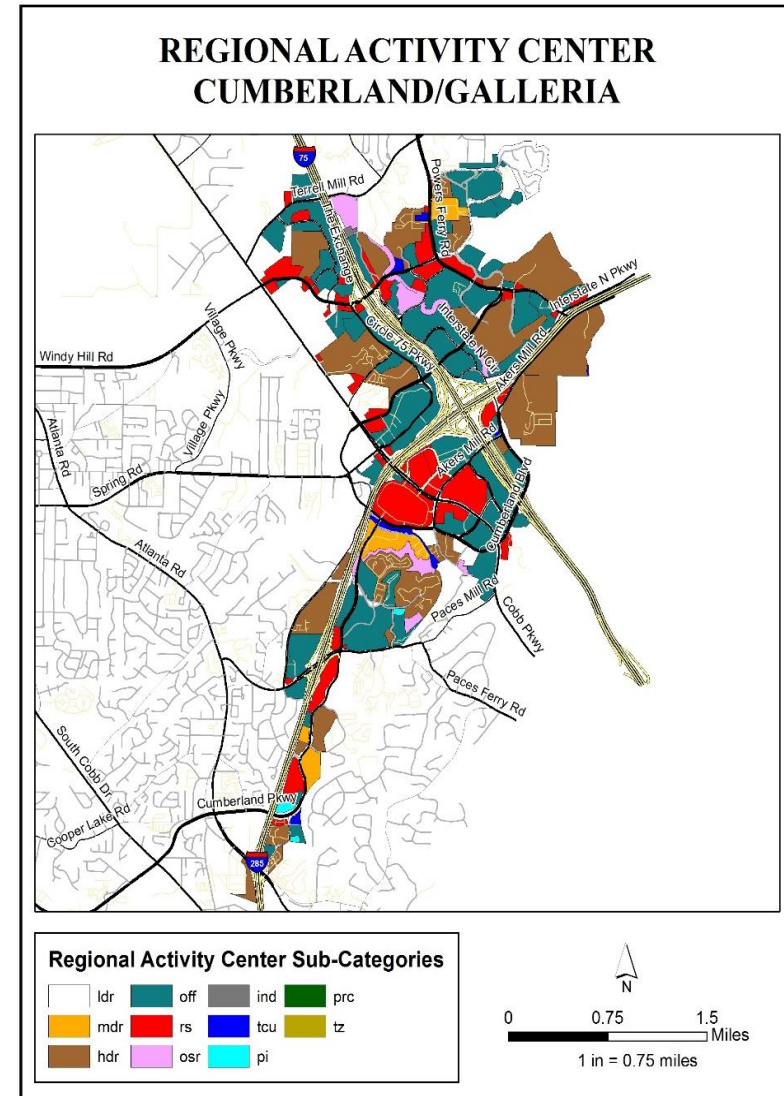 REGIONAL ACTIVITY CENTER
CUMBERLAND/GALLERIA
75
Terrell Mill Rd
The Exchange
Powers Ferry Rd
Interstate N Pkwy
Village Pkwy
Circle 75 Pkwy
Interstate N Cir
Akers Mill Rd
Windy Hill Rd
Village Pkwy
Atlanta Rd
Spring Rd
Akers Mill Rd
Cumberland Blvd
Atlanta Rd
Paces Mill Rd
Cobb Pkwy
Paces Ferry Rd
South Cobb Dr
Cumberland Pkwy
Cooper Lake Rd
285
Regional Activity Center Sub-Categories
ldr off ind prc
mdr rs tcu tz
hdr osr pi
N
0 0.75 1.5
Miles
1 in = 0.75 miles